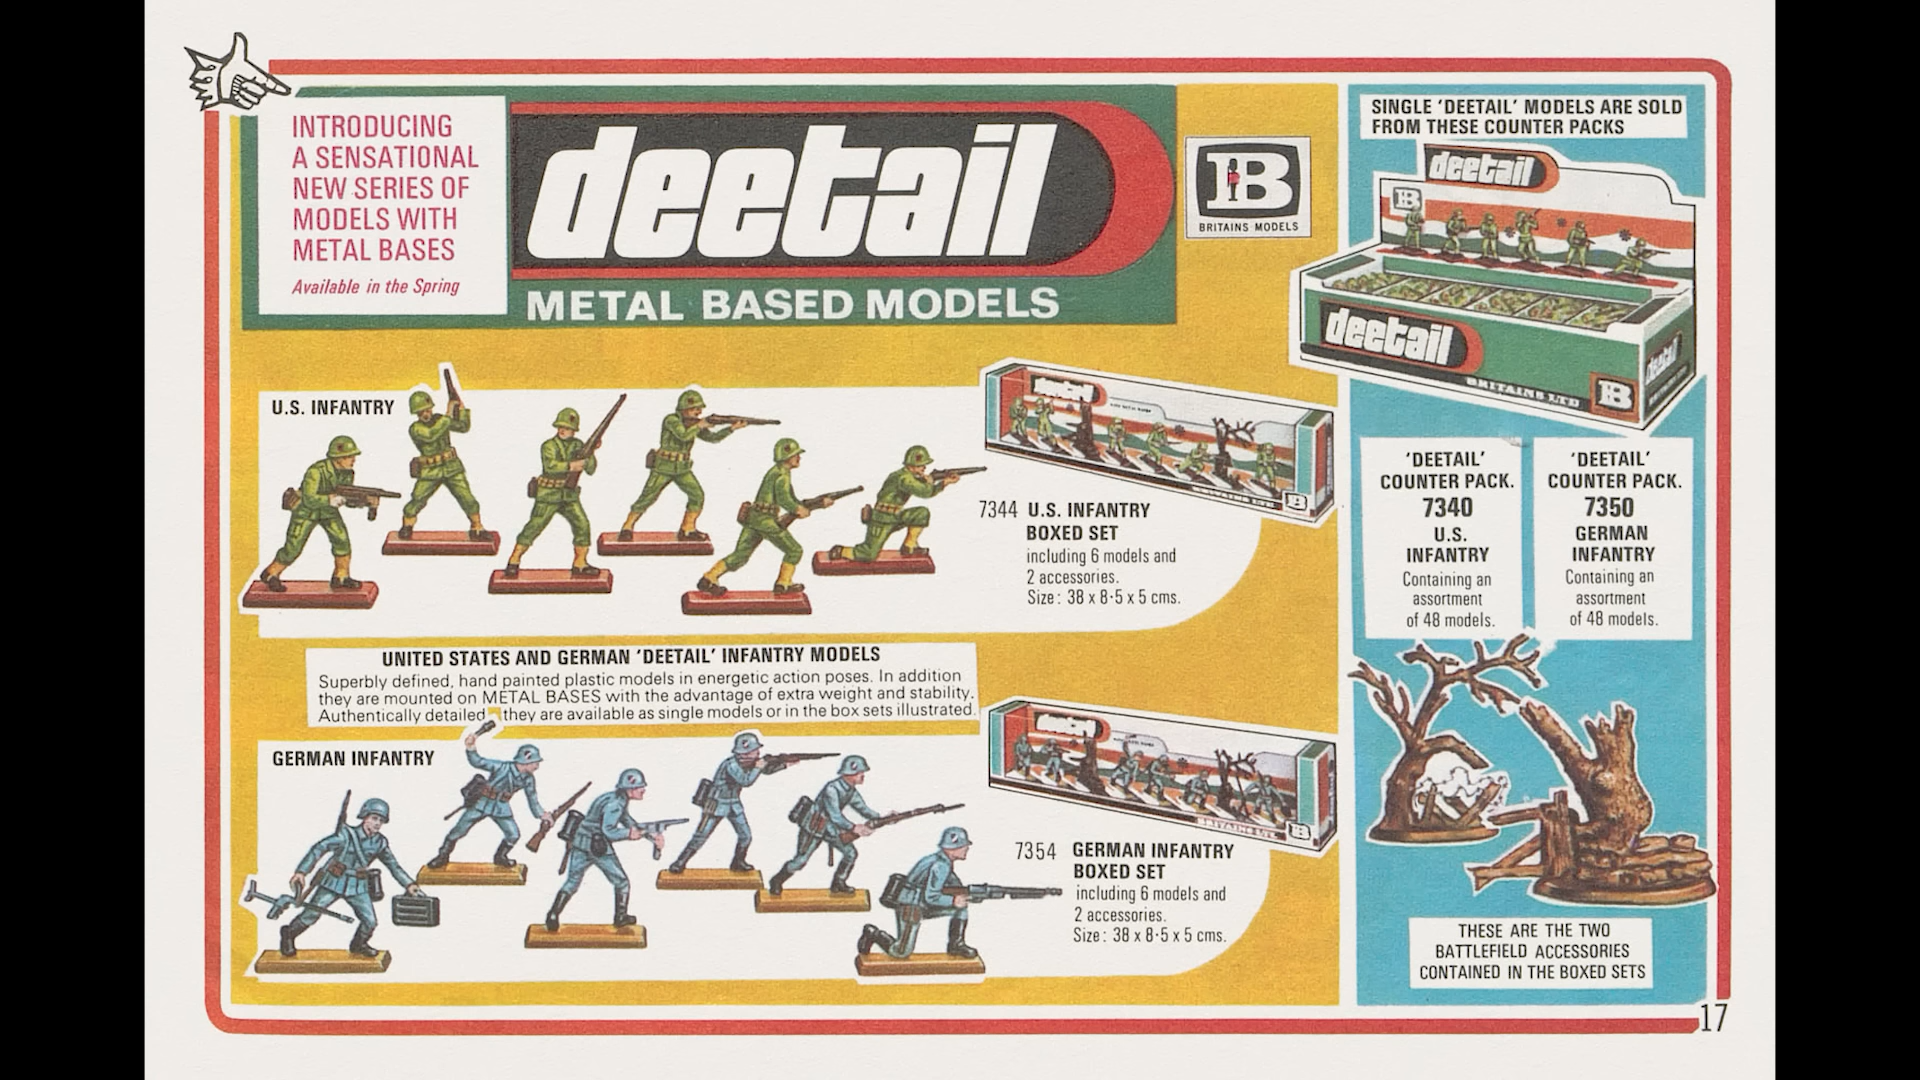 INTRODUCING
A SENSATIONAL
NEW SERIES OF
MODELS WITH
METAL BASES
Available in the Spring
deetail
METAL BASED MODELS
B
BRITAINS MODELS
SINGLE 'DEETAIL' MODELS ARE SOLD
FROM THESE COUNTER PACKS
deetail
B
deetail
deetail
BRITAINS LTD
B
U.S. INFANTRY
deetail
B
7344 U.S. INFANTRY
BOXED SET
including 6 models and
2 accessories.
Size : 38 x 8·5 x 5 cms.
'DEETAIL'
COUNTER PACK.
7340
U.S.
INFANTRY
Containing an
assortment
of 48 models.
'DEETAIL'
COUNTER PACK.
7350
GERMAN
INFANTRY
Containing an
assortment
of 48 models.
UNITED STATES AND GERMAN 'DEETAIL' INFANTRY MODELS
Superbly defined, hand painted plastic models in energetic action poses. In addition
they are mounted on METAL BASES with the advantage of extra weight and stability.
Authentically detailed they are available as single models or in the box sets illustrated.
GERMAN INFANTRY
deetail
BRITAINS LTD
B
7354 GERMAN INFANTRY
BOXED SET
including 6 models and
2 accessories.
Size : 38 x 8·5 x 5 cms.
THESE ARE THE TWO
BATTLEFIELD ACCESSORIES
CONTAINED IN THE BOXED SETS
17